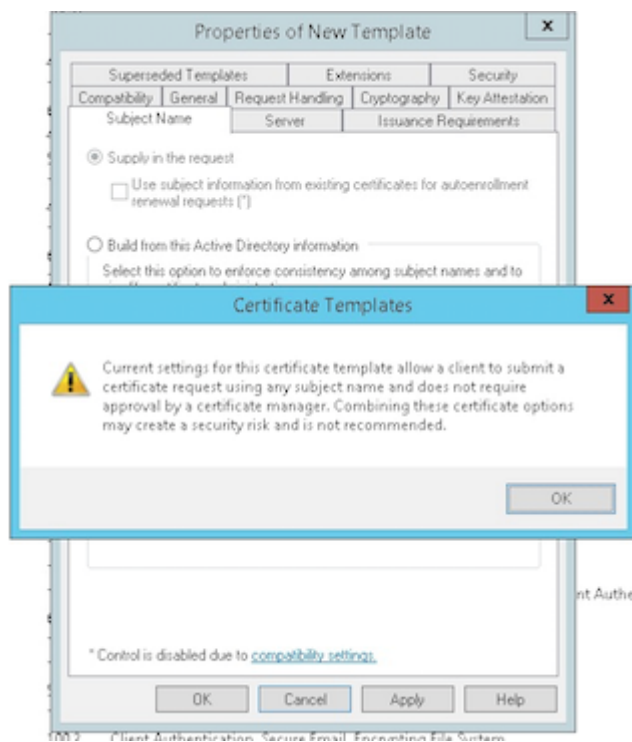 Properties of New Template
x
Superseded Templates Extensions Security
Compatibility General Request Handling Cryptography Key Attestation
Subject Name Server Issuance Requirements
Supply in the request
Use subject information from existing certificates for autoenrollment
renewal requests (*)
Build from this Active Directory information
Select this option to enforce consistency among subject names and to
Certificate Templates
x
Current settings for this certificate template allow a client to submit a
certificate request using any subject name and does not require
approval by a certificate manager. Combining these certificate options
may create a security risk and is not recommended.
OK
nt Authe
* Control is disabled due to compatibility settings.
OK Cancel Apply Help
Client Authentication, Secure Email, Encrypting File System